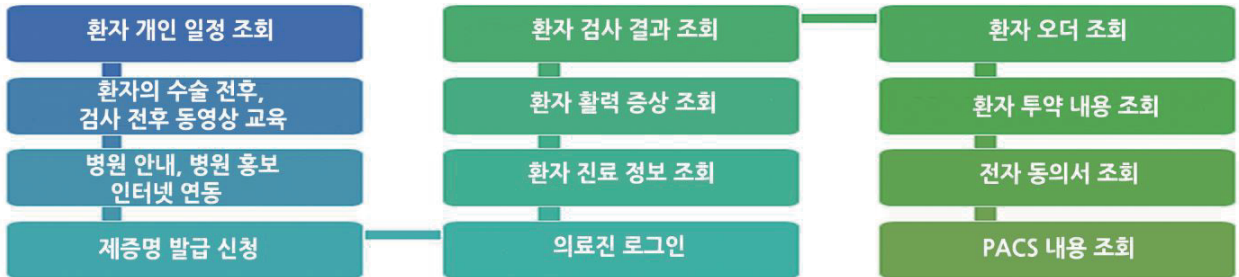 환자 개인 일정 조회
환자의 수술 전후,
검사 전후 동영상 교육
병원 안내, 병원 홍보
인터넷 연동
제증명 발급 신청
의료진 로그인
환자 진료 정보 조회
환자 활력 증상 조회
환자 검사 결과 조회
환자 오더 조회
환자 투약 내용 조회
전자 동의서 조회
PACS 내용 조회